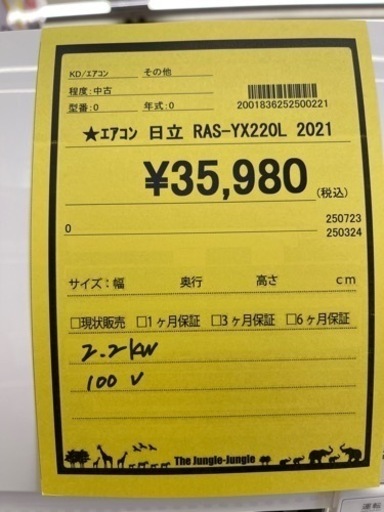 KD/エアコン その他
程度:中古
型番:0 年式:0
2001836252500221
★エアコン 日立 RAS-YX220L 2021
¥35,980 (税込)
250723
0
250324
サイズ:幅 奥行 高さ cm
□現状販売 □1ヶ月保証 □3ヶ月保証 □6ヶ月保証
2.2kW
100 V
The Jungle-Jungle
運転